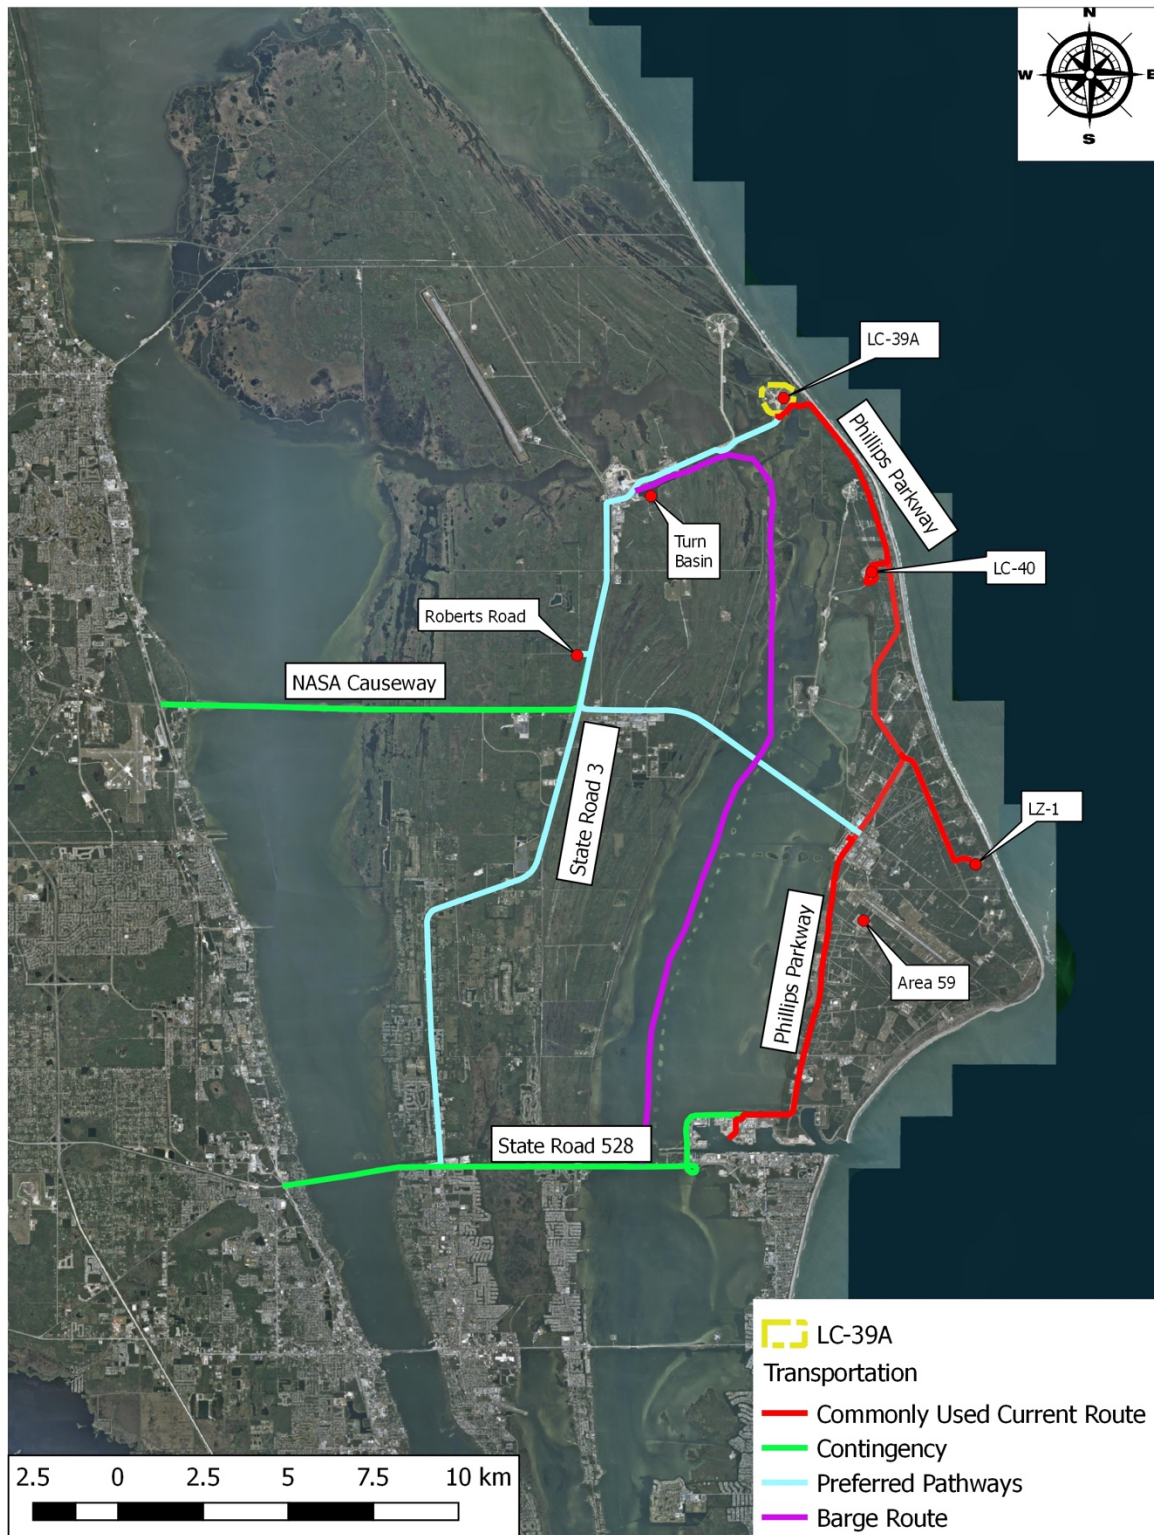 N
W
E
S
LC-39A
Phillips Parkway
Turn
Basin
LC-40
Roberts Road
NASA Causeway
State Road 3
LZ-1
Phillips Parkway
Area 59
State Road 528
LC-39A
Transportation
Commonly Used Current Route
Contingency
Preferred Pathways
Barge Route
2.5 0 2.5 5 7.5 10 km